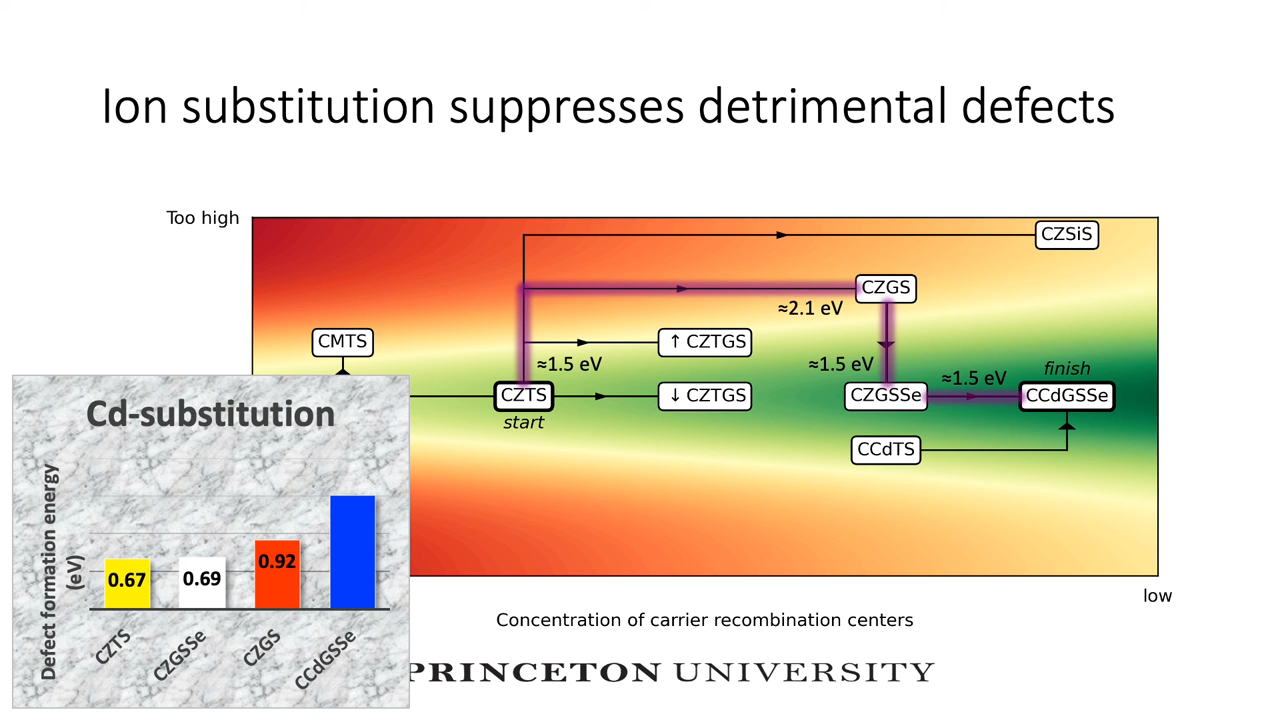 Ion substitution suppresses detrimental defects
Too high
CZSiS
CZGS
≈2.1 eV
CMTS
↑ CZTGS
≈1.5 eV
≈1.5 eV
≈1.5 eV
finish
CZTS
↓ CZTGS
CZGSSe
CCdGSSe
start
CCdTS
low
Concentration of carrier recombination centers
Cd-substitution
Defect formation energy
(eV)
0.67
0.69
0.92
CZTS
CZGSSe
CZGS
CCdGSSe
PRINCETON UNIVERSITY